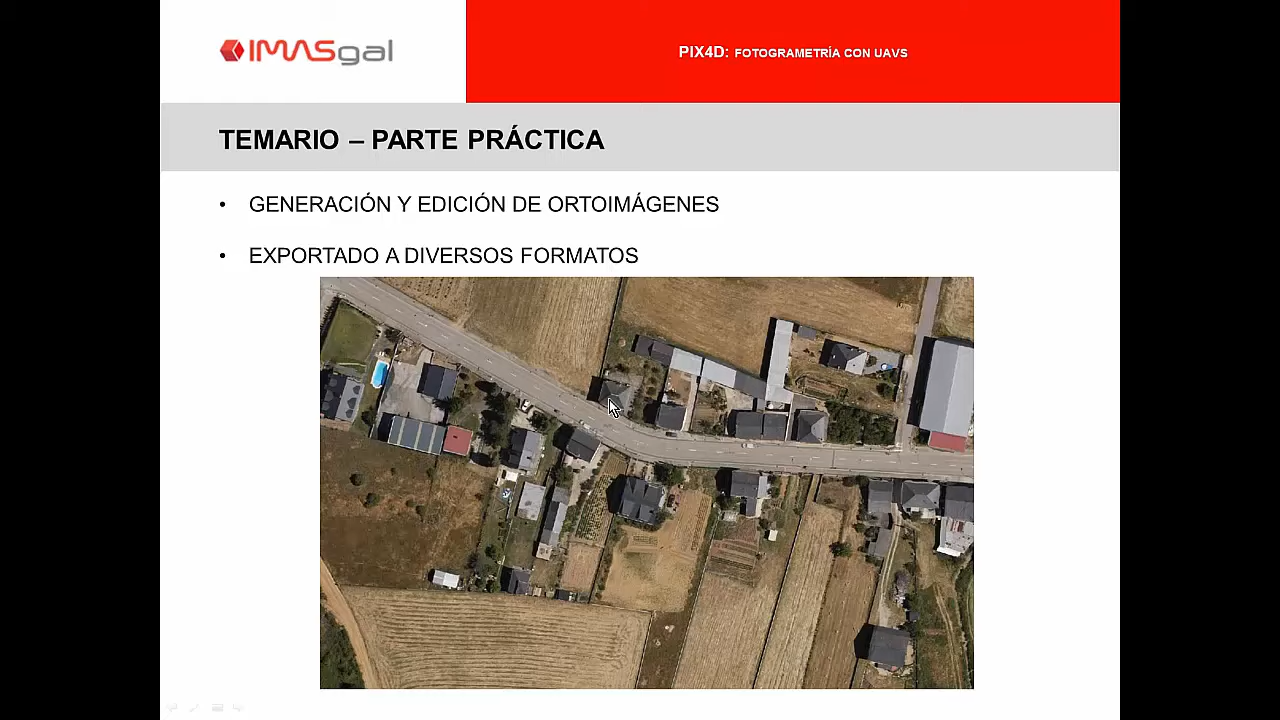 IMASgal
PIX4D: FOTOGRAMETRÍA CON UAVS
TEMARIO – PARTE PRÁCTICA
• GENERACIÓN Y EDICIÓN DE ORTOIMÁGENES
• EXPORTADO A DIVERSOS FORMATOS